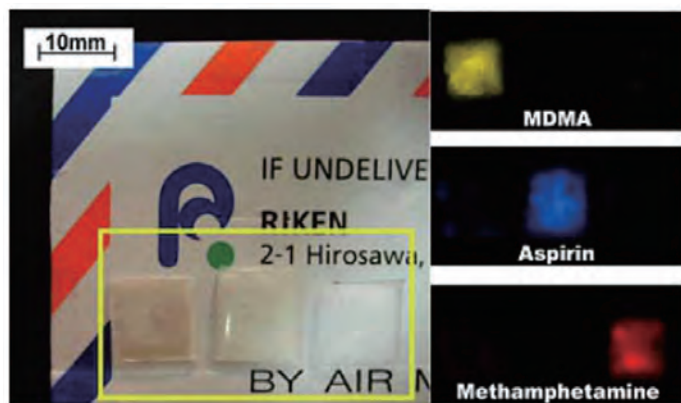 10mm
IF UNDELIVE
RIKEN
2-1 Hirosawa,
BY AIR M
MDMA
Aspirin
Methamphetamine